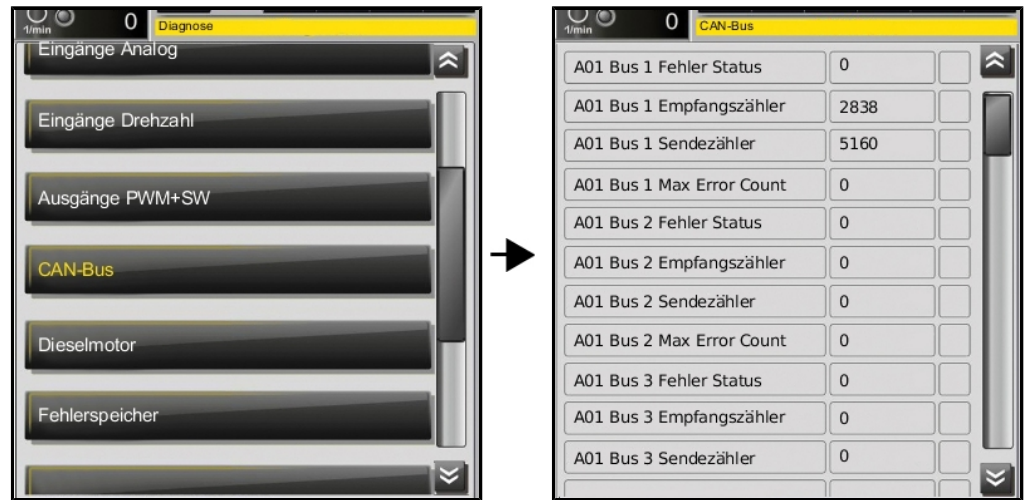 1/min
0
Diagnose
Eingänge Analog
Eingänge Drehzahl
Ausgänge PWM+SW
CAN-Bus
Dieselmotor
Fehlerspeicher
1/min
0
CAN-Bus
A01 Bus 1 Fehler Status 0
A01 Bus 1 Empfangszähler 2838
A01 Bus 1 Sendezähler 5160
A01 Bus 1 Max Error Count 0
A01 Bus 2 Fehler Status 0
A01 Bus 2 Empfangszähler 0
A01 Bus 2 Sendezähler 0
A01 Bus 2 Max Error Count 0
A01 Bus 3 Fehler Status 0
A01 Bus 3 Empfangszähler 0
A01 Bus 3 Sendezähler 0